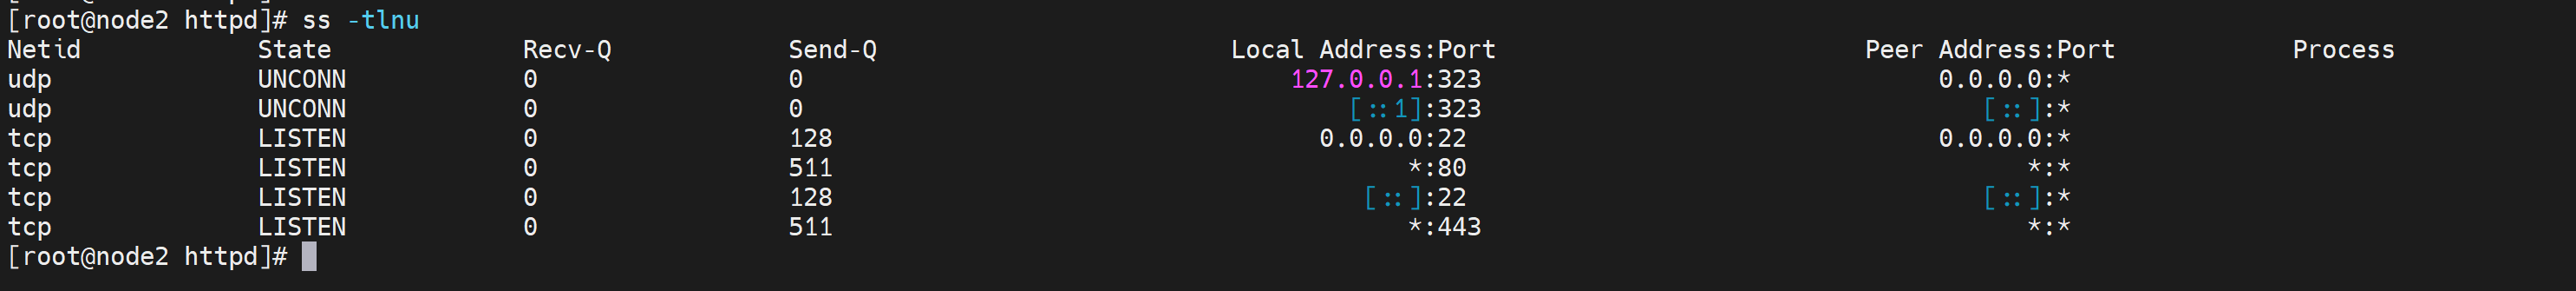 [root@node2 httpd]# ss -tlnu
Netid State Recv-Q Send-Q Local Address:Port Peer Address:Port Process
udp UNCONN 0 0 127.0.0.1:323 0.0.0.0:*
udp UNCONN 0 0 [::1]:323 [::]:*
tcp LISTEN 0 128 0.0.0.0:22 0.0.0.0:*
tcp LISTEN 0 511 *:80 *:*
tcp LISTEN 0 128 [::]:22 [::]:*
tcp LISTEN 0 511 *:443 *:*
[root@node2 httpd]#